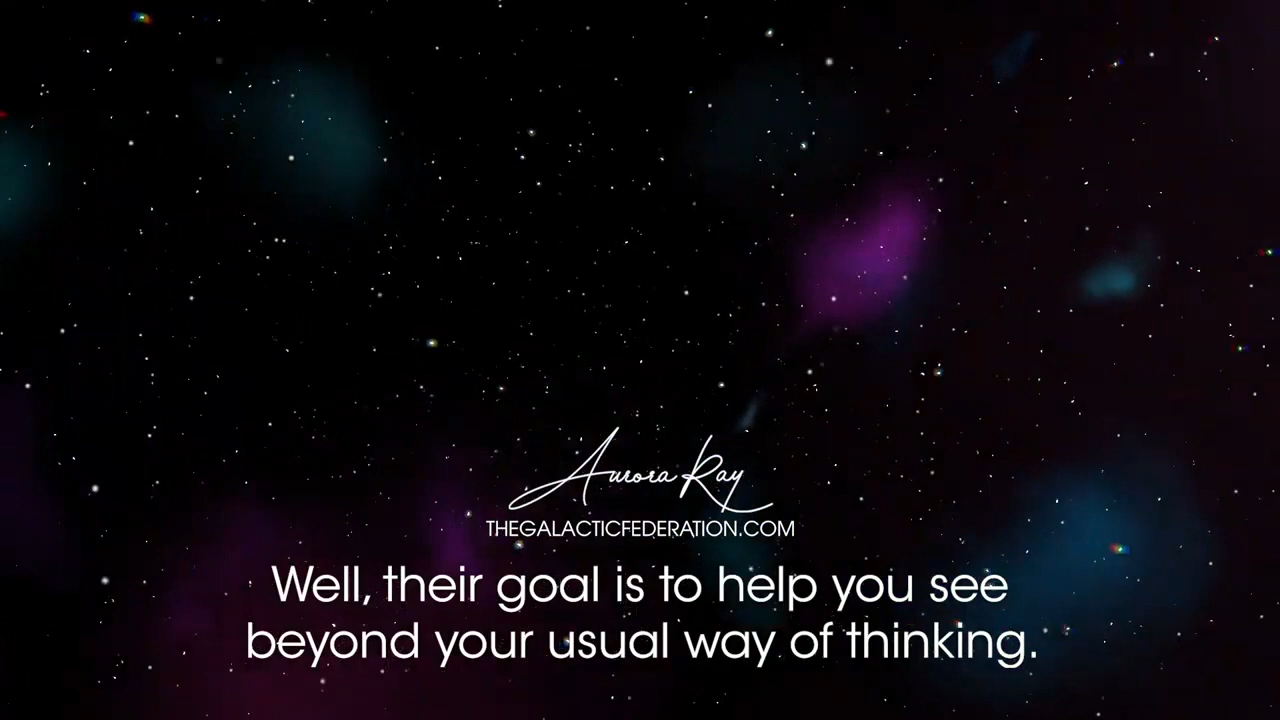 Aurora Ray
THEGALACTICFEDERATION.COM
Well, their goal is to help you see
beyond your usual way of thinking.